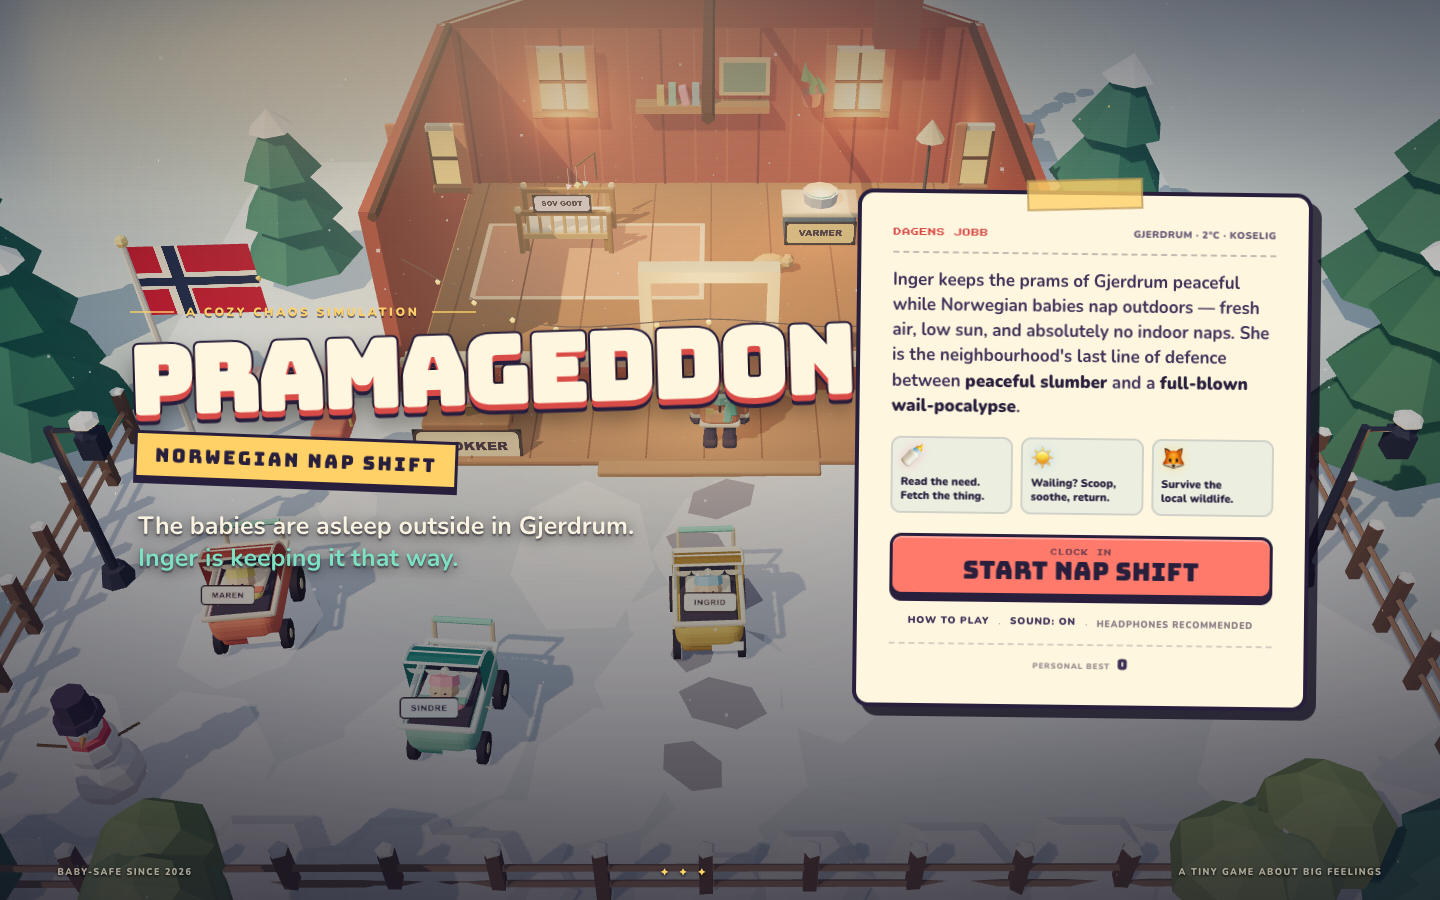 SOV GODT
VARMER
A COZY CHAOS SIMULATION
PRAMAGEDDON
OKKER
NORWEGIAN NAP SHIFT
The babies are asleep outside in Gjerdrum.
Inger is keeping it that way.
MAREN
INGRID
SINDRE
DAGENS JOBB
GJERDRUM · 2°C · KOSELIG
Inger keeps the prams of Gjerdrum peaceful
while Norwegian babies nap outdoors — fresh
air, low sun, and absolutely no indoor naps. She
is the neighbourhood's last line of defence
between peaceful slumber and a full-blown
wail-pocalypse.
Read the need.
Fetch the thing.
Wailing? Scoop,
soothe, return.
Survive the
local wildlife.
CLOCK IN
START NAP SHIFT
HOW TO PLAY · SOUND: ON · HEADPHONES RECOMMENDED
PERSONAL BEST 0
BABY-SAFE SINCE 2026
A TINY GAME ABOUT BIG FEELINGS